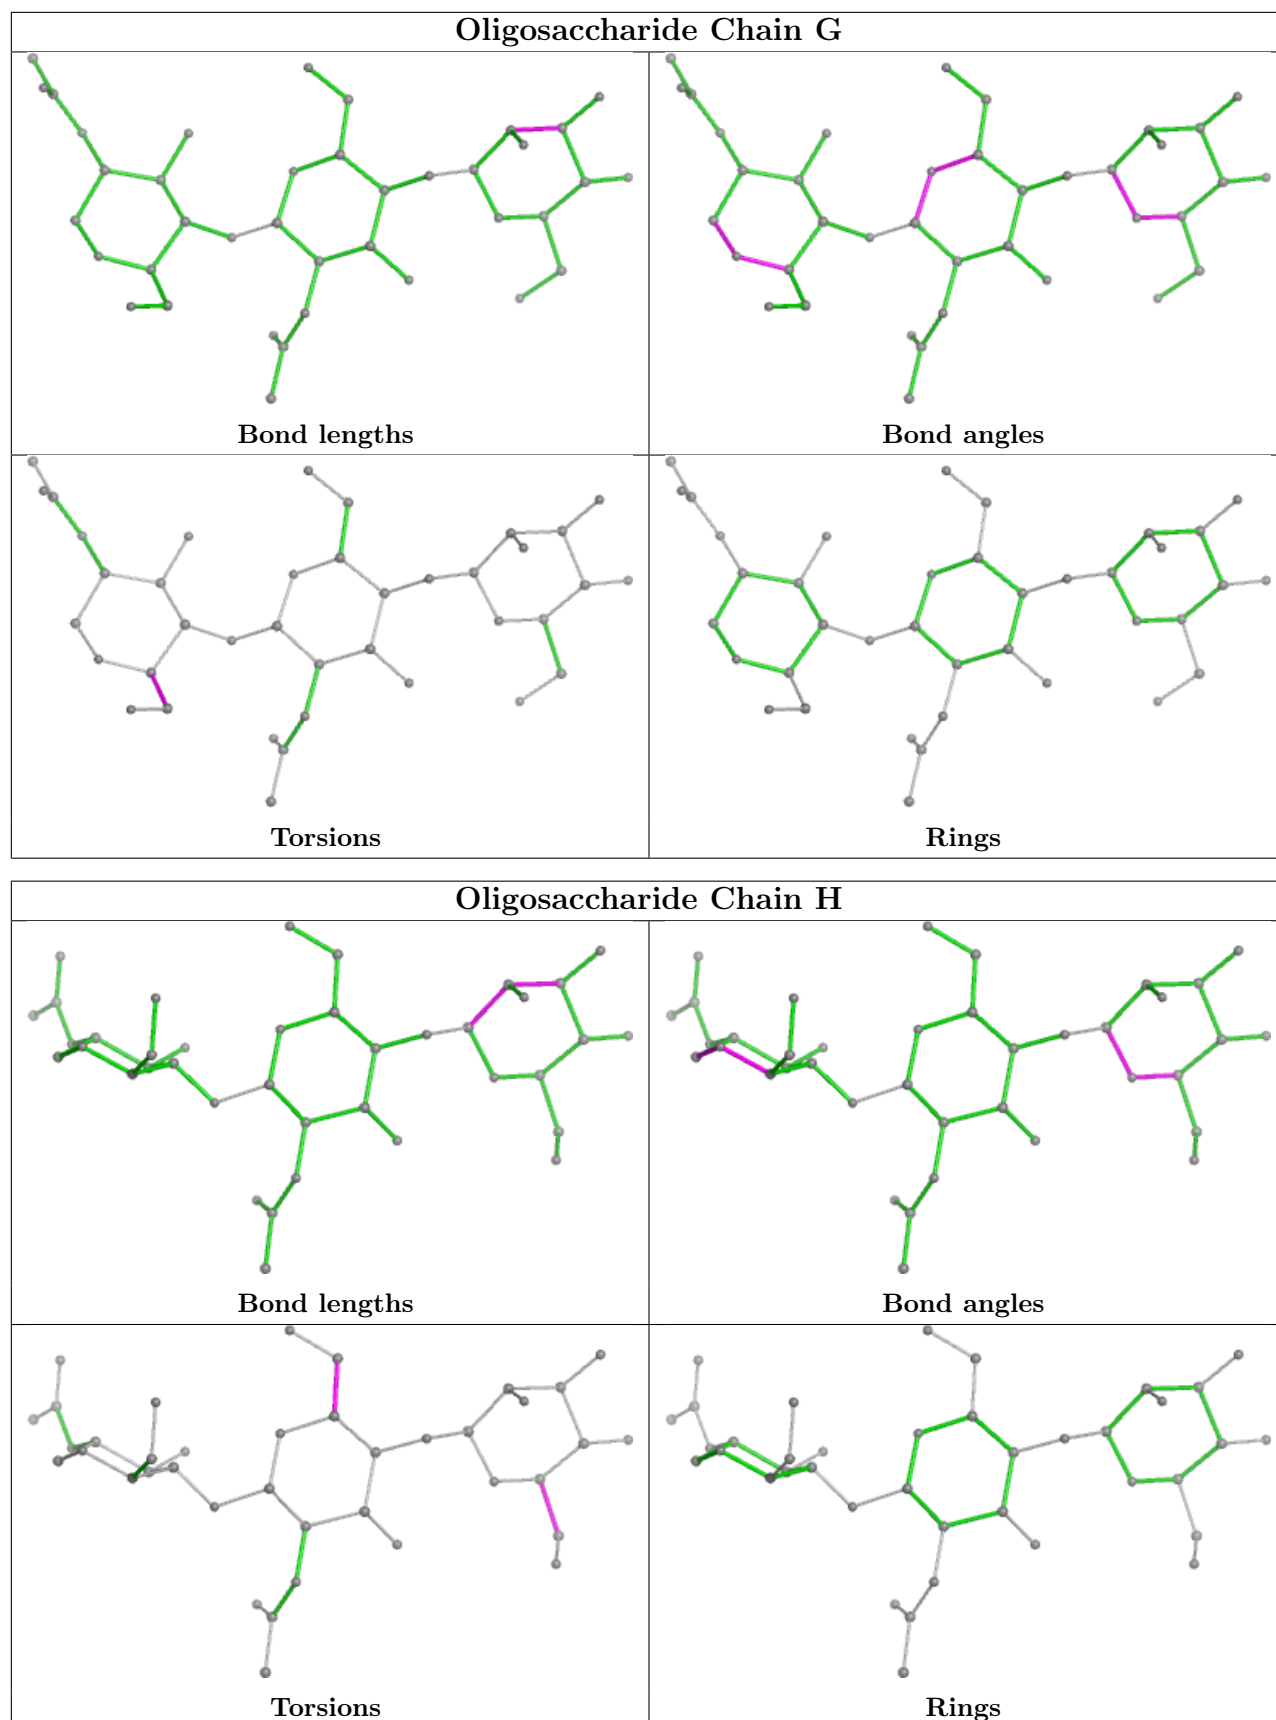 Oligosaccharide Chain G
Bond lengths
Bond angles
Torsions
Rings
Oligosaccharide Chain H
Bond lengths
Bond angles
Torsions
Rings